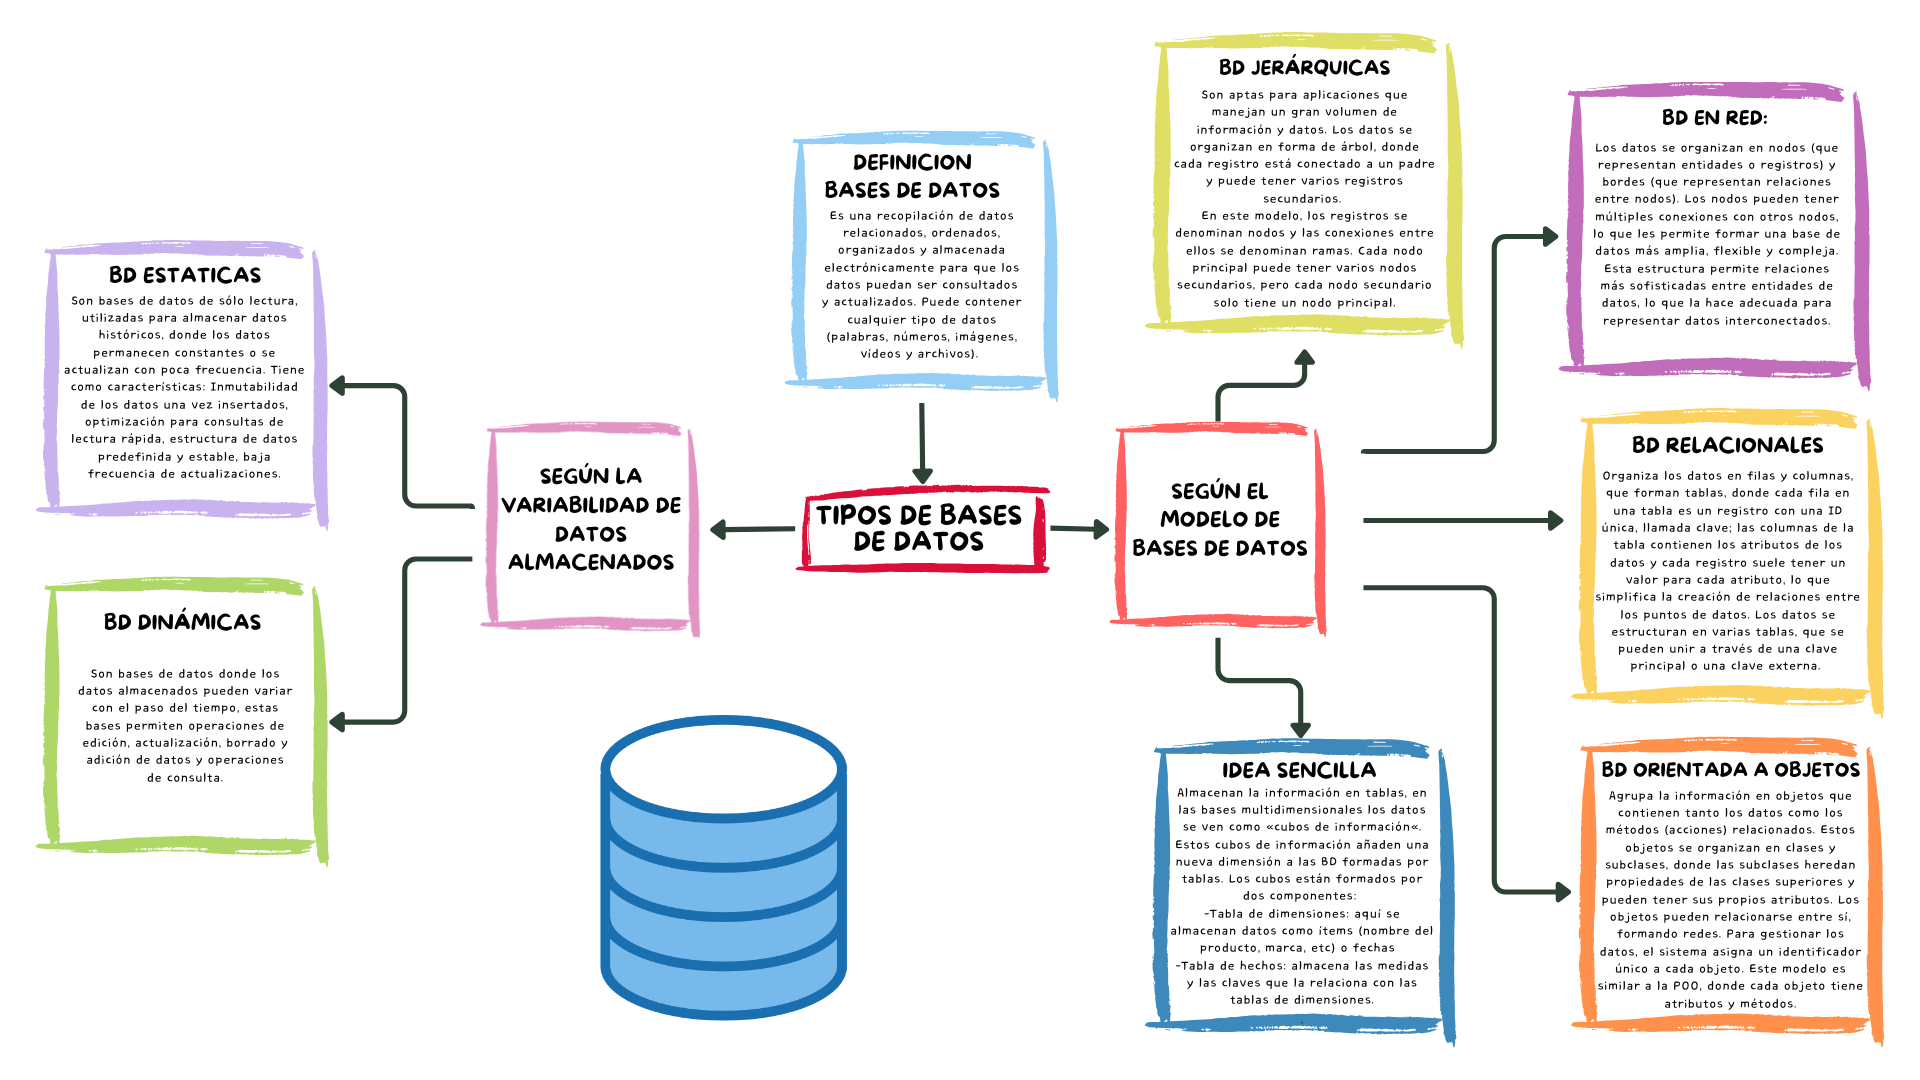 DEFINICION
BASES DE DATOS
Es una recopilación de datos
relacionados, ordenados,
organizados y almacenada
electrónicamente para que los
datos puedan ser consultados
y actualizados. Puede contener
cualquier tipo de datos
(palabras, números, imágenes,
vídeos y archivos).
TIPOS DE BASES
DE DATOS
SEGÚN LA
VARIABILIDAD DE
DATOS
ALMACENADOS
BD ESTATICAS
Son bases de datos de sólo lectura,
utilizadas para almacenar datos
históricos, donde los datos
permanecen constantes o se
actualizan con poca frecuencia. Tiene
como características: Inmutabilidad
de los datos una vez insertados,
optimización para consultas de
lectura rápida, estructura de datos
predefinida y estable, baja
frecuencia de actualizaciones.
BD DINÁMICAS
Son bases de datos donde los
datos almacenados pueden variar
con el paso del tiempo, estas
bases permiten operaciones de
edición, actualización, borrado y
adición de datos y operaciones
de consulta.
SEGÚN EL
MODELO DE
BASES DE DATOS
BD JERÁRQUICAS
Son aptas para aplicaciones que
manejan un gran volumen de
información y datos. Los datos se
organizan en forma de árbol, donde
cada registro está conectado a un padre
y puede tener varios registros
secundarios.
En este modelo, los registros se
denominan nodos y las conexiones entre
ellos se denominan ramas. Cada nodo
principal puede tener varios nodos
secundarios, pero cada nodo secundario
solo tiene un nodo principal.
BD EN RED:
Los datos se organizan en nodos (que
representan entidades o registros) y
bordes (que representan relaciones
entre nodos). Los nodos pueden tener
múltiples conexiones con otros nodos,
lo que les permite formar una base de
datos más amplia, flexible y compleja.
Esta estructura permite relaciones
más sofisticadas entre entidades de
datos, lo que la hace adecuada para
representar datos interconectados.
BD RELACIONALES
Organiza los datos en filas y columnas,
que forman tablas, donde cada fila en
una tabla es un registro con una ID
única, llamada clave; las columnas de la
tabla contienen los atributos de los
datos y cada registro suele tener un
valor para cada atributo, lo que
simplifica la creación de relaciones entre
los puntos de datos. Los datos se
estructuran en varias tablas, que se
pueden unir a través de una clave
principal o una clave externa.
BD ORIENTADA A OBJETOS
Agrupa la información en objetos que
contienen tanto los datos como los
métodos (acciones) relacionados. Estos
objetos se organizan en clases y
subclases, donde las subclases heredan
propiedades de las clases superiores y
pueden tener sus propios atributos. Los
objetos pueden relacionarse entre sí,
formando redes. Para gestionar los
datos, el sistema asigna un identificador
único a cada objeto. Este modelo es
similar a la POO, donde cada objeto tiene
atributos y métodos.
IDEA SENCILLA
Almacenan la información en tablas, en
las bases multidimensionales los datos
se ven como «cubos de información«.
Estos cubos de información añaden una
nueva dimensión a las BD formadas por
tablas. Los cubos están formados por
dos componentes:
-Tabla de dimensiones: aquí se
almacenan datos como ítems (nombre del
producto, marca, etc) o fechas
-Tabla de hechos: almacena las medidas
y las claves que la relaciona con las
tablas de dimensiones.